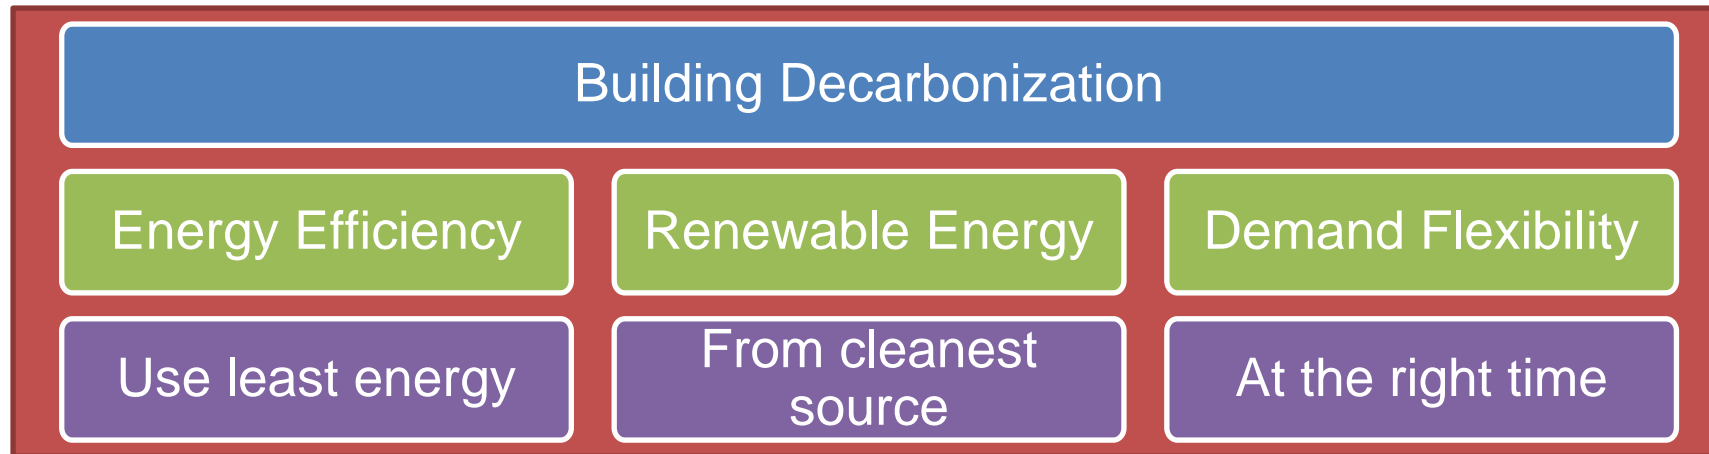 Building Decarbonization
Energy Efficiency
Renewable Energy
Demand Flexibility
Use least energy
From cleanest
source
At the right time